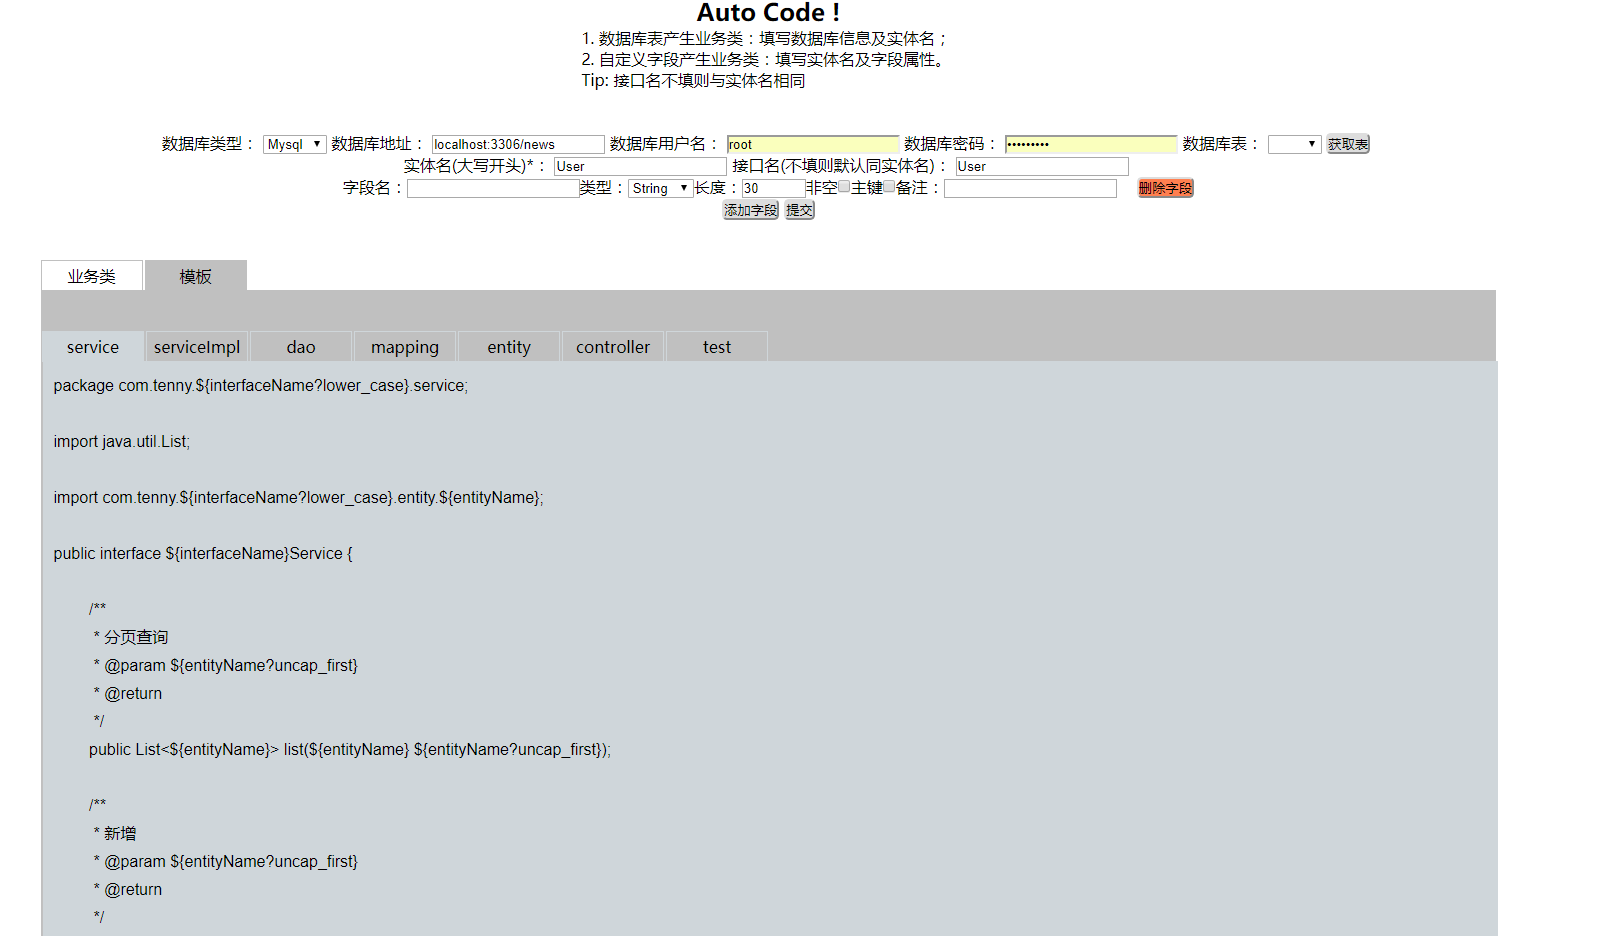 Auto Code !
1. 数据库表产生业务类：填写数据库信息及实体名；
2. 自定义字段产生业务类：填写实体名及字段属性。
Tip: 接口名不填则与实体名相同
数据库类型： Mysql 数据库地址： localhost:3306/news 数据库用户名： root 数据库密码： ••••••••• 数据库表： 获取表
实体名(大写开头)*： User 接口名(不填则默认同实体名)： User
字段名： 类型： String 长度：30 非空 主键 备注： 删除字段
添加字段 提交
业务类 模板
service serviceImpl dao mapping entity controller test
package com.tenny.${interfaceName?lower_case}.service;
import java.util.List;
import com.tenny.${interfaceName?lower_case}.entity.${entityName};
public interface ${interfaceName}Service {
/**
* 分页查询
* @param ${entityName?uncap_first}
* @return
*/
public List<${entityName}> list(${entityName} ${entityName?uncap_first});
/**
* 新增
* @param ${entityName?uncap_first}
* @return
*/